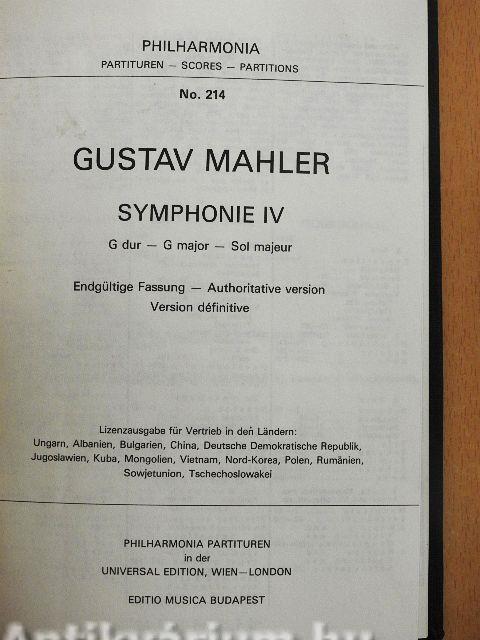 PHILHARMONIA
PARTITUREN – SCORES – PARTITIONS
No. 214
GUSTAV MAHLER
SYMPHONIE IV
G dur – G major – Sol majeur
Endgültige Fassung – Authoritative version
Version définitive
Lizenzausgabe für Vertrieb in den Ländern:
Ungarn, Albanien, Bulgarien, China, Deutsche Demokratische Republik,
Jugoslawien, Kuba, Mongolien, Vietnam, Nord-Korea, Polen, Rumänien,
Sowjetunion, Tschechoslowakei
PHILHARMONIA PARTITUREN
in der
UNIVERSAL EDITION, WIEN–LONDON
EDITIO MUSICA BUDAPEST
Antikvárium.hu